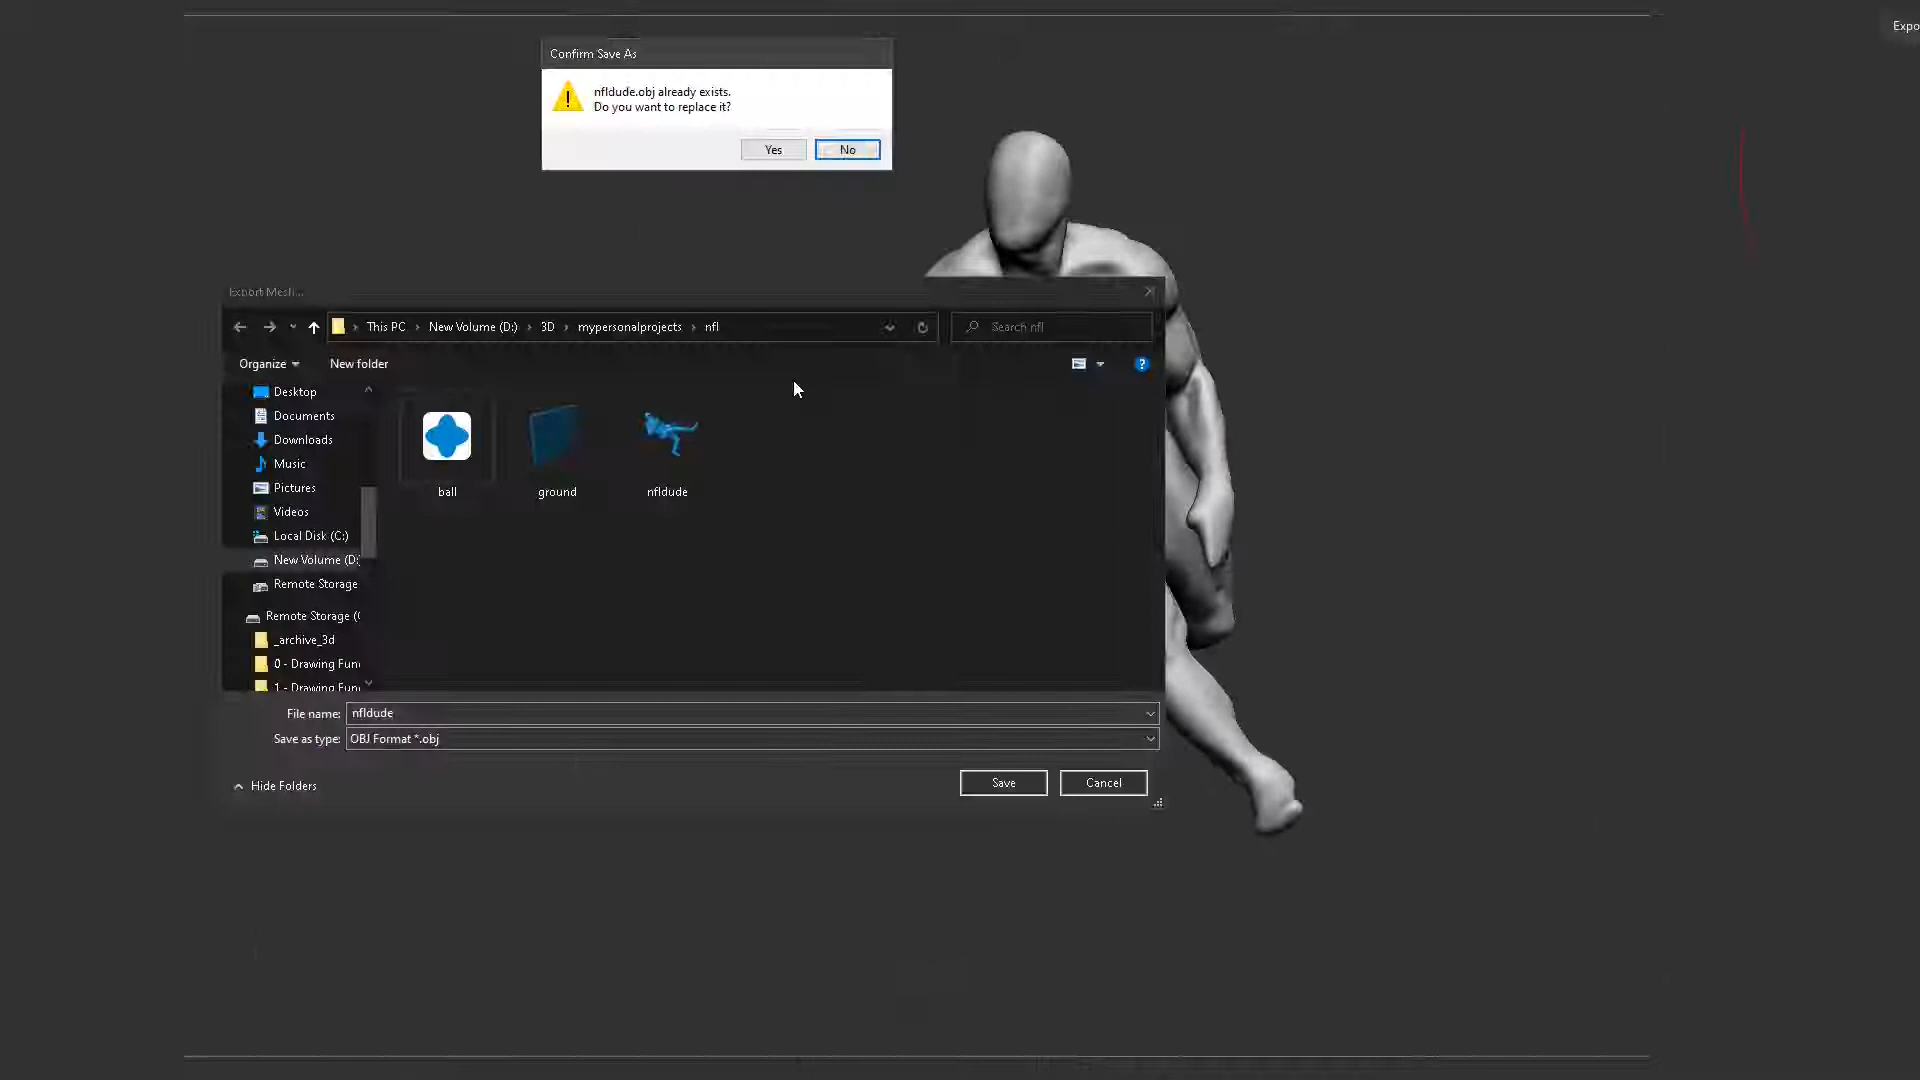 Expo
Confirm Save As
nfldude.obj already exists.
Do you want to replace it?
Yes
No
Export Mesh...
This PC
New Volume (D:)
3D
mypersonalprojects
nfl
Search nfl
Organize
New folder
Desktop
Documents
Downloads
Music
Pictures
Videos
Local Disk (C:)
New Volume (D:
Remote Storage
Remote Storage (
_archive_3d
0 - Drawing Fun
1 - Drawing Fun
ball
ground
nfldude
File name:
nfldude
Save as type:
OBJ Format *.obj
Hide Folders
Save
Cancel